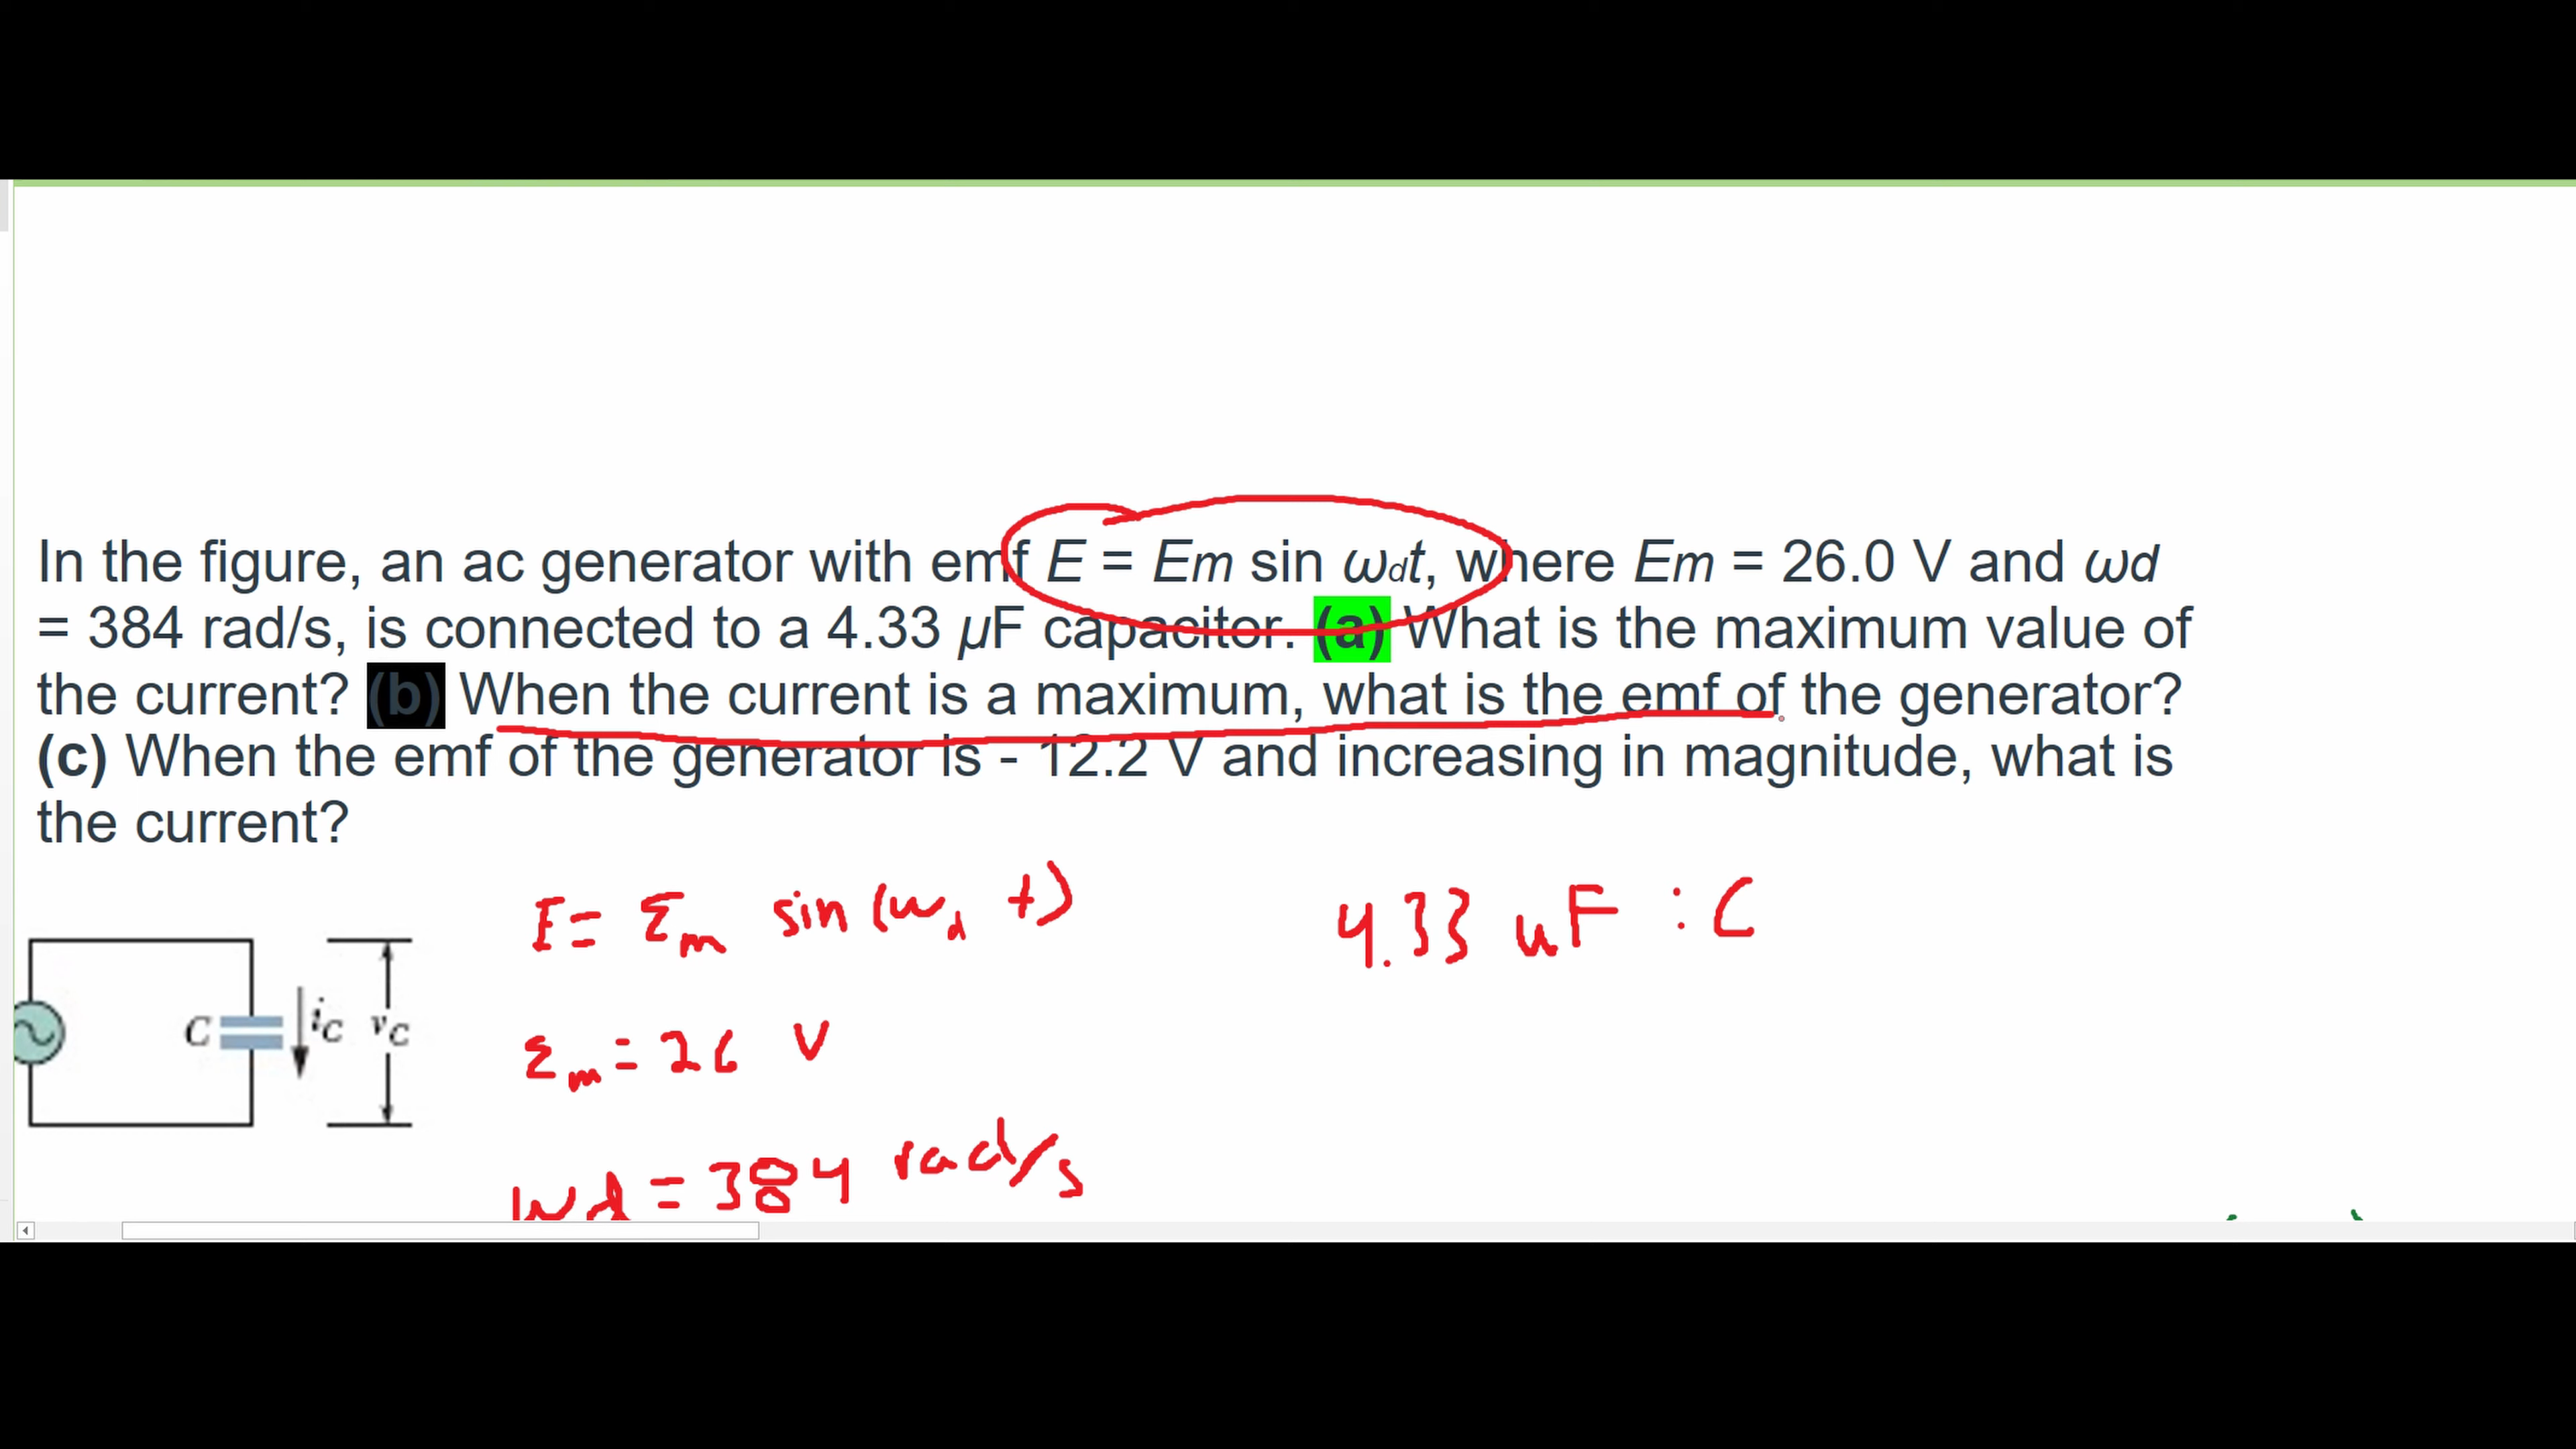 In the figure, an ac generator with emf E = Em sin ωdt, where Em = 26.0 V and ωd
= 384 rad/s, is connected to a 4.33 μF capacitor. (a) What is the maximum value of
the current? (b) When the current is a maximum, what is the emf of the generator?
(c) When the emf of the generator is - 12.2 V and increasing in magnitude, what is
the current?
E = Σm sin (ωd t)
4.33 uF : C
C
iC
vC
Σm = 26 V
ωd = 384 rad/s